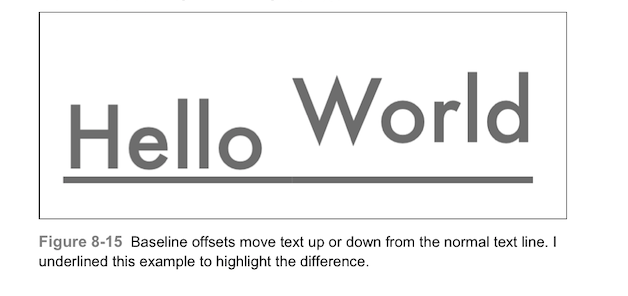 Hello World
Figure 8-15 Baseline offsets move text up or down from the normal text line. I
underlined this example to highlight the difference.